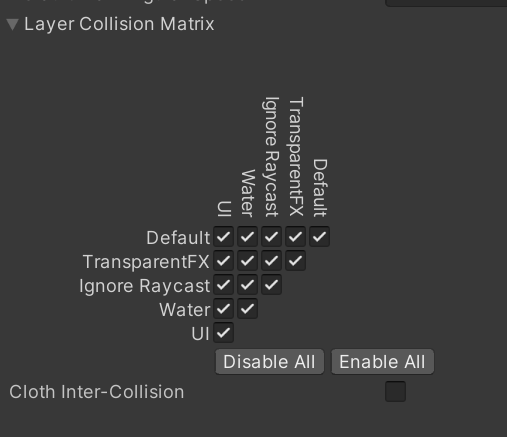 Layer Collision Matrix
UI
Water
Ignore Raycast
TransparentFX
Default
Default
TransparentFX
Ignore Raycast
Water
UI
Disable All
Enable All
Cloth Inter-Collision